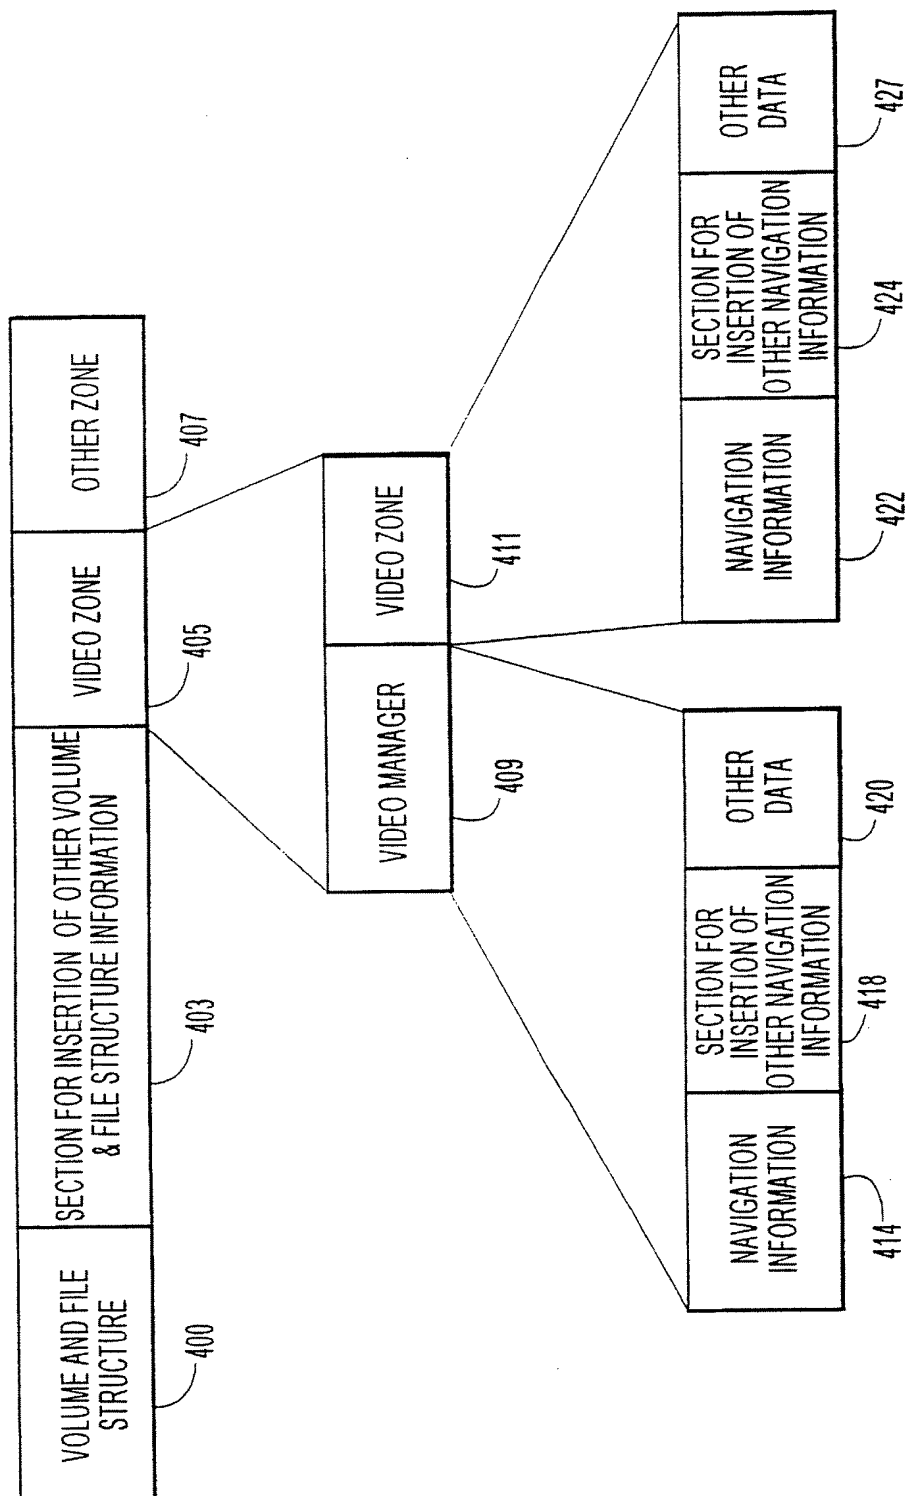 VOLUME AND FILE
STRUCTURE
400
SECTION FOR INSERTION OF OTHER VOLUME
& FILE STRUCTURE INFORMATION
403
VIDEO ZONE
405
OTHER ZONE
407
VIDEO MANAGER
409
VIDEO ZONE
411
NAVIGATION
INFORMATION
414
SECTION FOR
INSERTION OF
OTHER NAVIGATION
INFORMATION
418
OTHER
DATA
420
NAVIGATION
INFORMATION
422
SECTION FOR
INSERTION OF
OTHER NAVIGATION
INFORMATION
424
OTHER
DATA
427